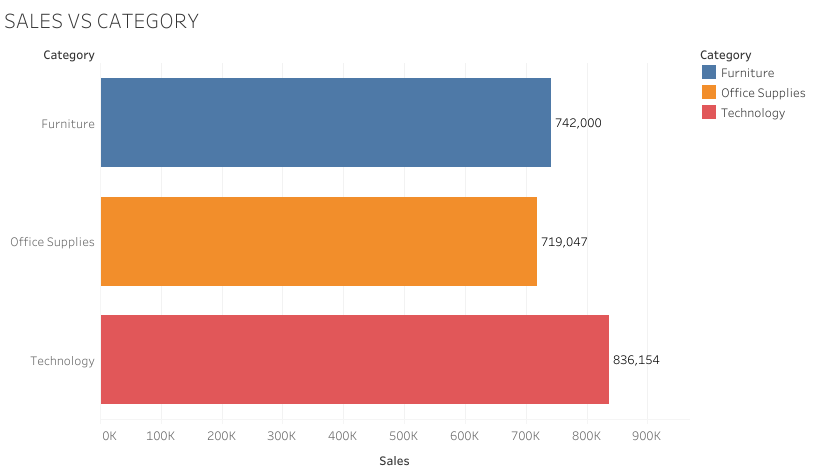 SALES VS CATEGORY
Category
Furniture
742,000
Office Supplies
719,047
Technology
836,154
0K 100K 200K 300K 400K 500K 600K 700K 800K 900K
Sales
Category
Furniture
Office Supplies
Technology